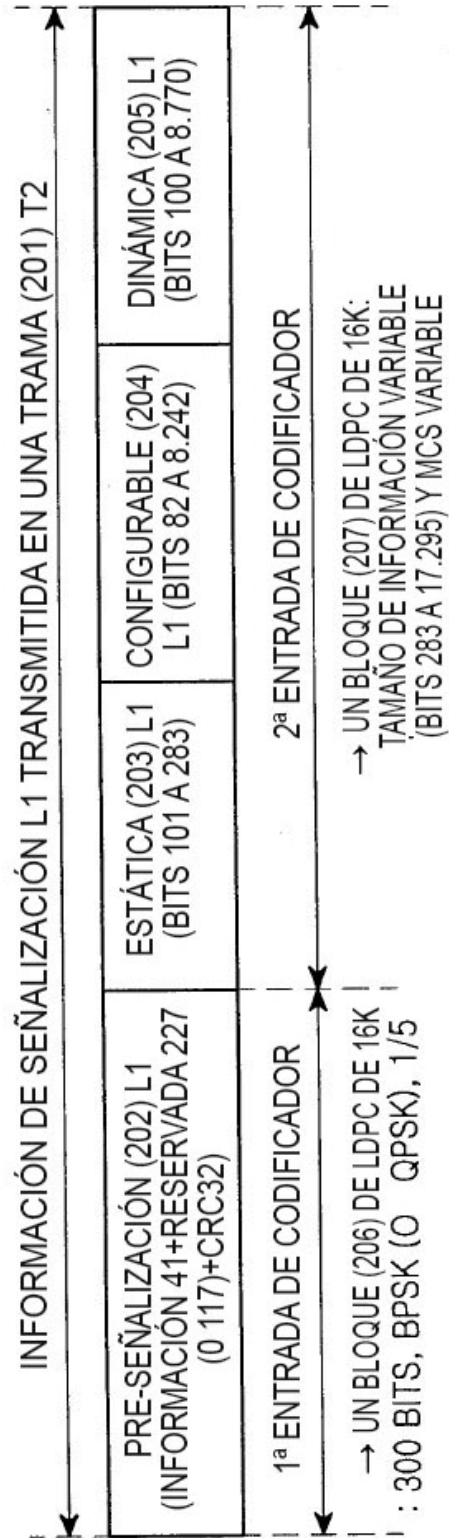 INFORMACIÓN DE SEÑALIZACIÓN L1 TRANSMITIDA EN UNA TRAMA (201) T2
PRE-SEÑALIZACIÓN (202) L1
(INFORMACIÓN 41+RESERVADA 227
(0 117)+CRC32)
ESTÁTICA (203) L1
(BITS 101 A 283)
CONFIGURABLE (204)
L1 (BITS 82 A 8.242)
DINÁMICA (205) L1
(BITS 100 A 8.770)
1ª ENTRADA DE CODIFICADOR
2ª ENTRADA DE CODIFICADOR
→ UN BLOQUE (206) DE LDPC DE 16K
: 300 BITS, BPSK (O QPSK), 1/5
→ UN BLOQUE (207) DE LDPC DE 16K:
TAMAÑO DE INFORMACIÓN VARIABLE
(BITS 283 A 17.295) Y MCS VARIABLE